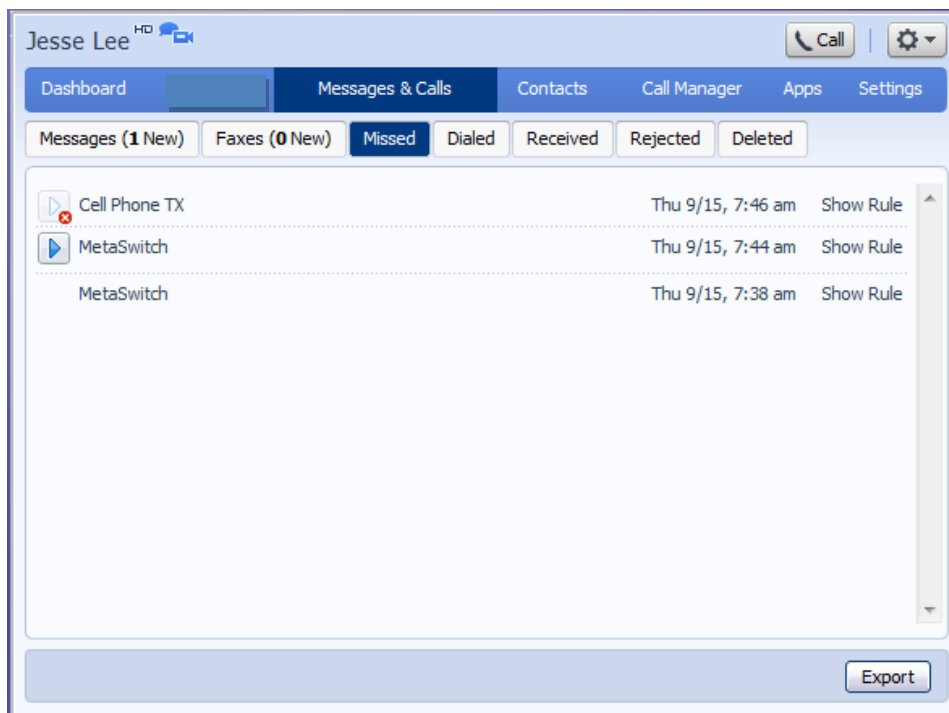 Jesse Lee HD
Call
Dashboard Messages & Calls Contacts Call Manager Apps Settings
Messages (1 New) Faxes (0 New) Missed Dialed Received Rejected Deleted
Cell Phone TX Thu 9/15, 7:46 am Show Rule
MetaSwitch Thu 9/15, 7:44 am Show Rule
MetaSwitch Thu 9/15, 7:38 am Show Rule
Export